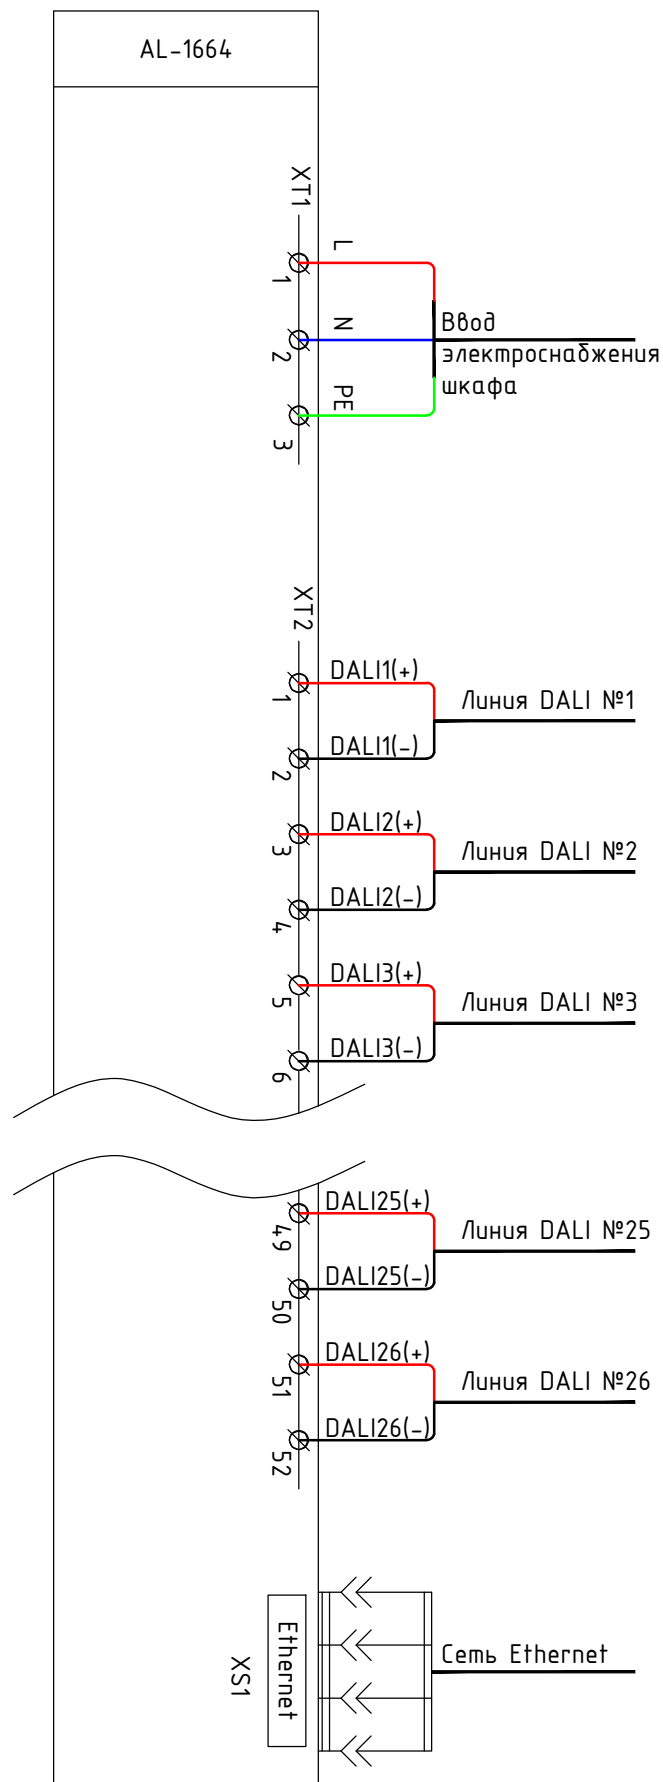 AL-1664
XT1
L
1
N
2
PE
3
Ввод
электроснабжения
шкафа
XT2
DALI1(+)
1
Линия DALI №1
DALI1(-)
2
DALI2(+)
3
Линия DALI №2
DALI2(-)
4
DALI3(+)
5
Линия DALI №3
DALI3(-)
6
DALI25(+)
49
Линия DALI №25
DALI25(-)
50
DALI26(+)
51
Линия DALI №26
DALI26(-)
52
Ethernet
XS1
Сеть Ethernet